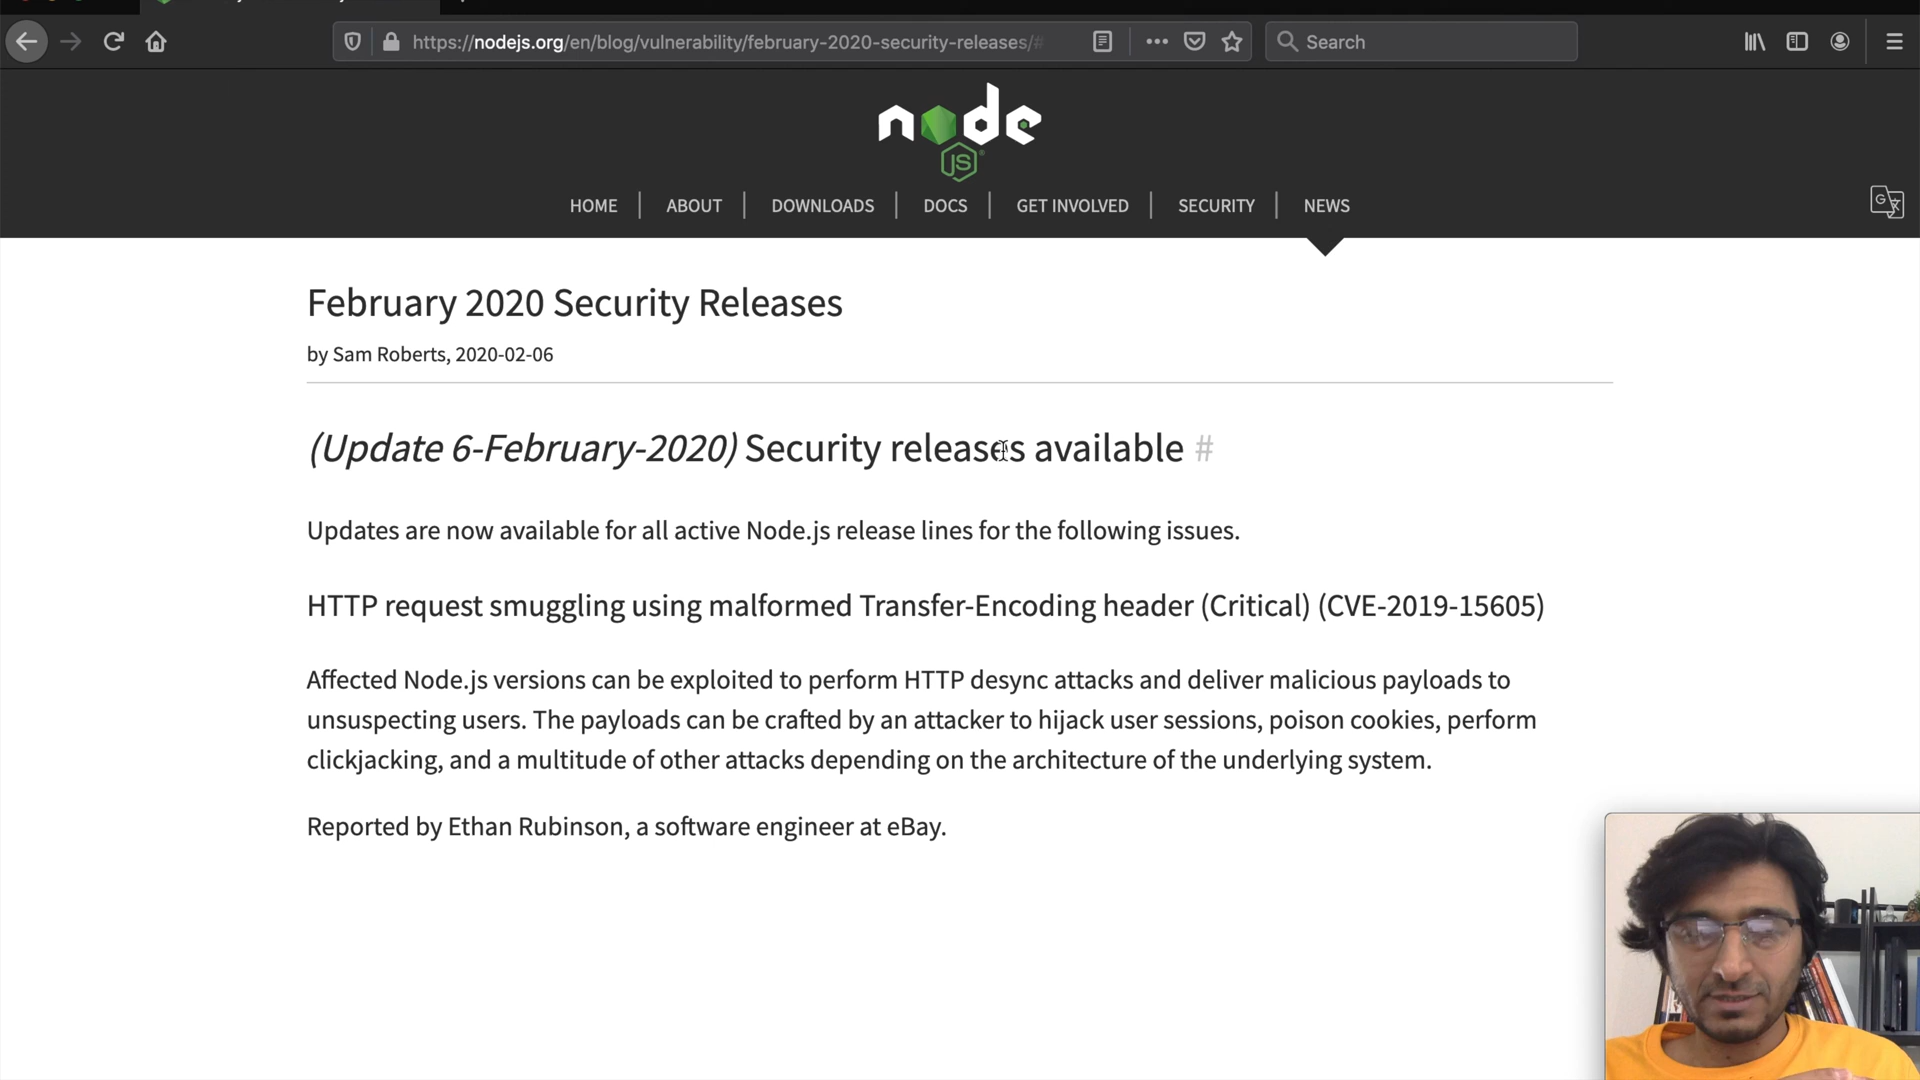 https://nodejs.org/en/blog/vulnerability/february-2020-security-releases/#
Search
node
JS
HOME | ABOUT | DOWNLOADS | DOCS | GET INVOLVED | SECURITY | NEWS
February 2020 Security Releases
by Sam Roberts, 2020-02-06
(Update 6-February-2020) Security releases available #
Updates are now available for all active Node.js release lines for the following issues.
HTTP request smuggling using malformed Transfer-Encoding header (Critical) (CVE-2019-15605)
Affected Node.js versions can be exploited to perform HTTP desync attacks and deliver malicious payloads to
unsuspecting users. The payloads can be crafted by an attacker to hijack user sessions, poison cookies, perform
clickjacking, and a multitude of other attacks depending on the architecture of the underlying system.
Reported by Ethan Rubinson, a software engineer at eBay.